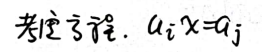 考虑方程. $a_i x = a_j$